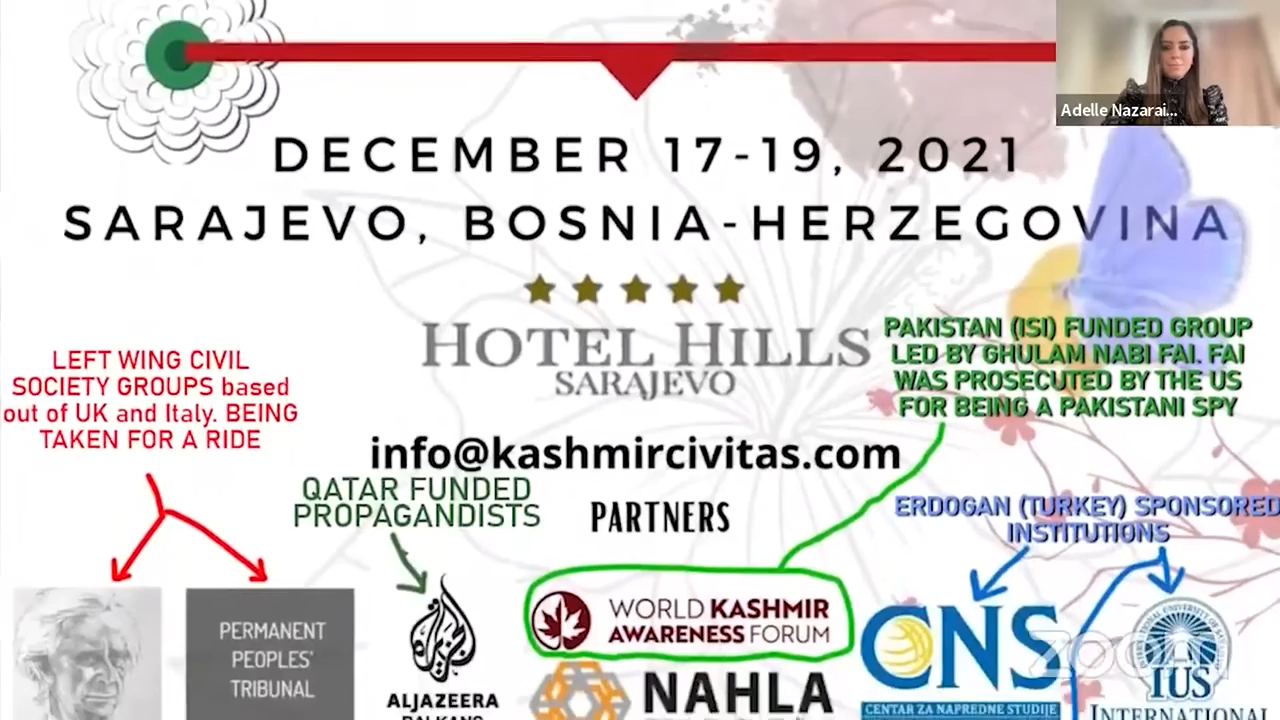 Adelle Nazarai...
DECEMBER 17-19, 2021
SARAJEVO, BOSNIA-HERZEGOVINA
HOTEL HILLS
SARAJEVO
PAKISTAN (ISI) FUNDED GROUP
LED BY GHULAM NABI FAI. FAI
WAS PROSECUTED BY THE US
FOR BEING A PAKISTANI SPY
LEFT WING CIVIL
SOCIETY GROUPS based
out of UK and Italy. BEING
TAKEN FOR A RIDE
info@kashmircivitas.com
QATAR FUNDED
PROPAGANDISTS
PARTNERS
ERDOGAN (TURKEY) SPONSORED
INSTITUTIONS
PERMANENT
PEOPLES'
TRIBUNAL
ALJAZEERA
BALKANS
WORLD KASHMIR
AWARENESS FORUM
NAHLA
CNS
CENTAR ZA NAPREDNE STUDIJE
IUS
INTERNATIONAL
zoom